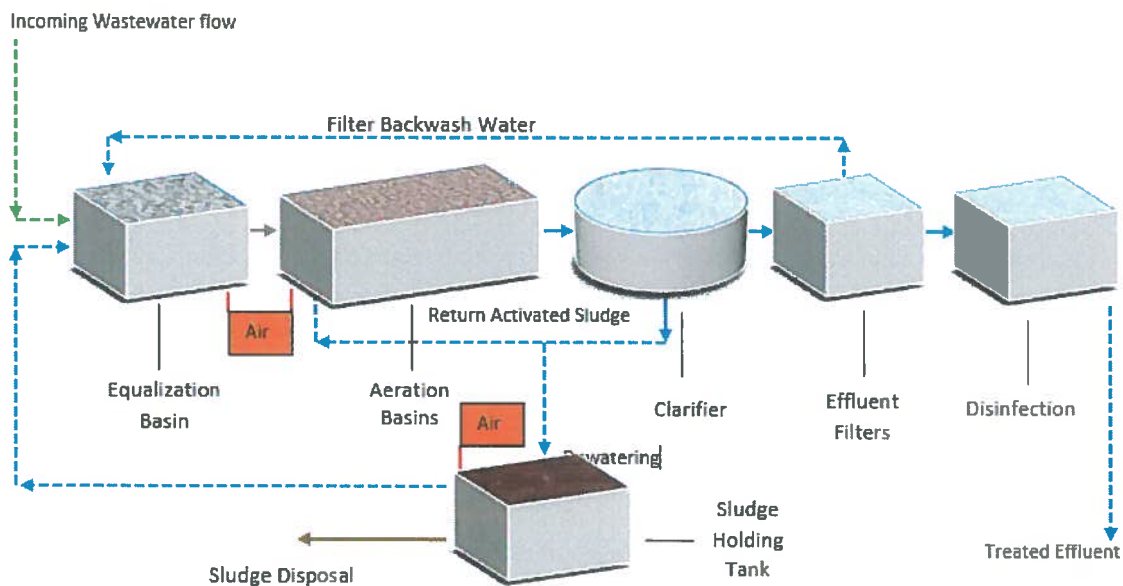 Incoming Wastewater flow
Filter Backwash Water
Return Activated Sludge
Air
Equalization
Basin
Aeration
Basins
Clarifier
Effluent
Filters
Disinfection
Air
Sludge
Holding
Tank
Sludge Disposal
Treated Effluent